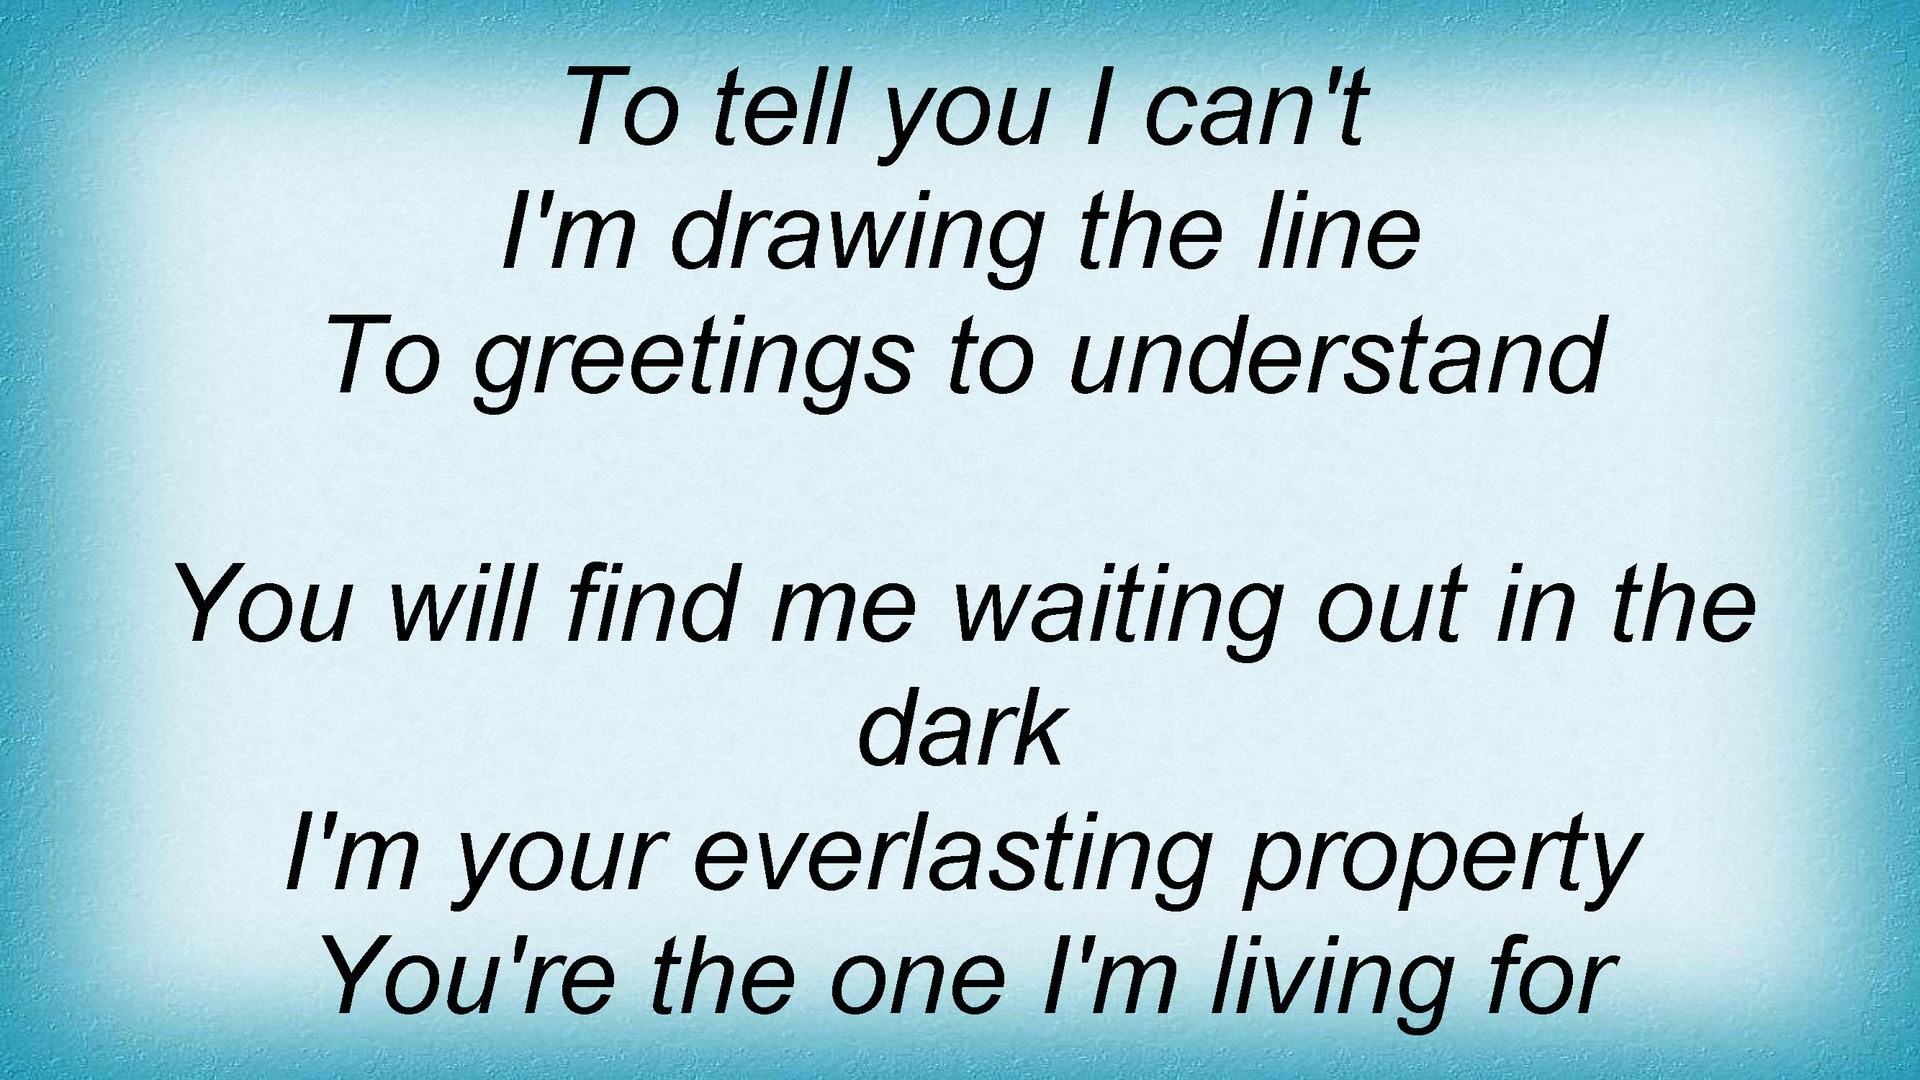 To tell you I can't
I'm drawing the line
To greetings to understand
You will find me waiting out in the
dark
I'm your everlasting property
You're the one I'm living for